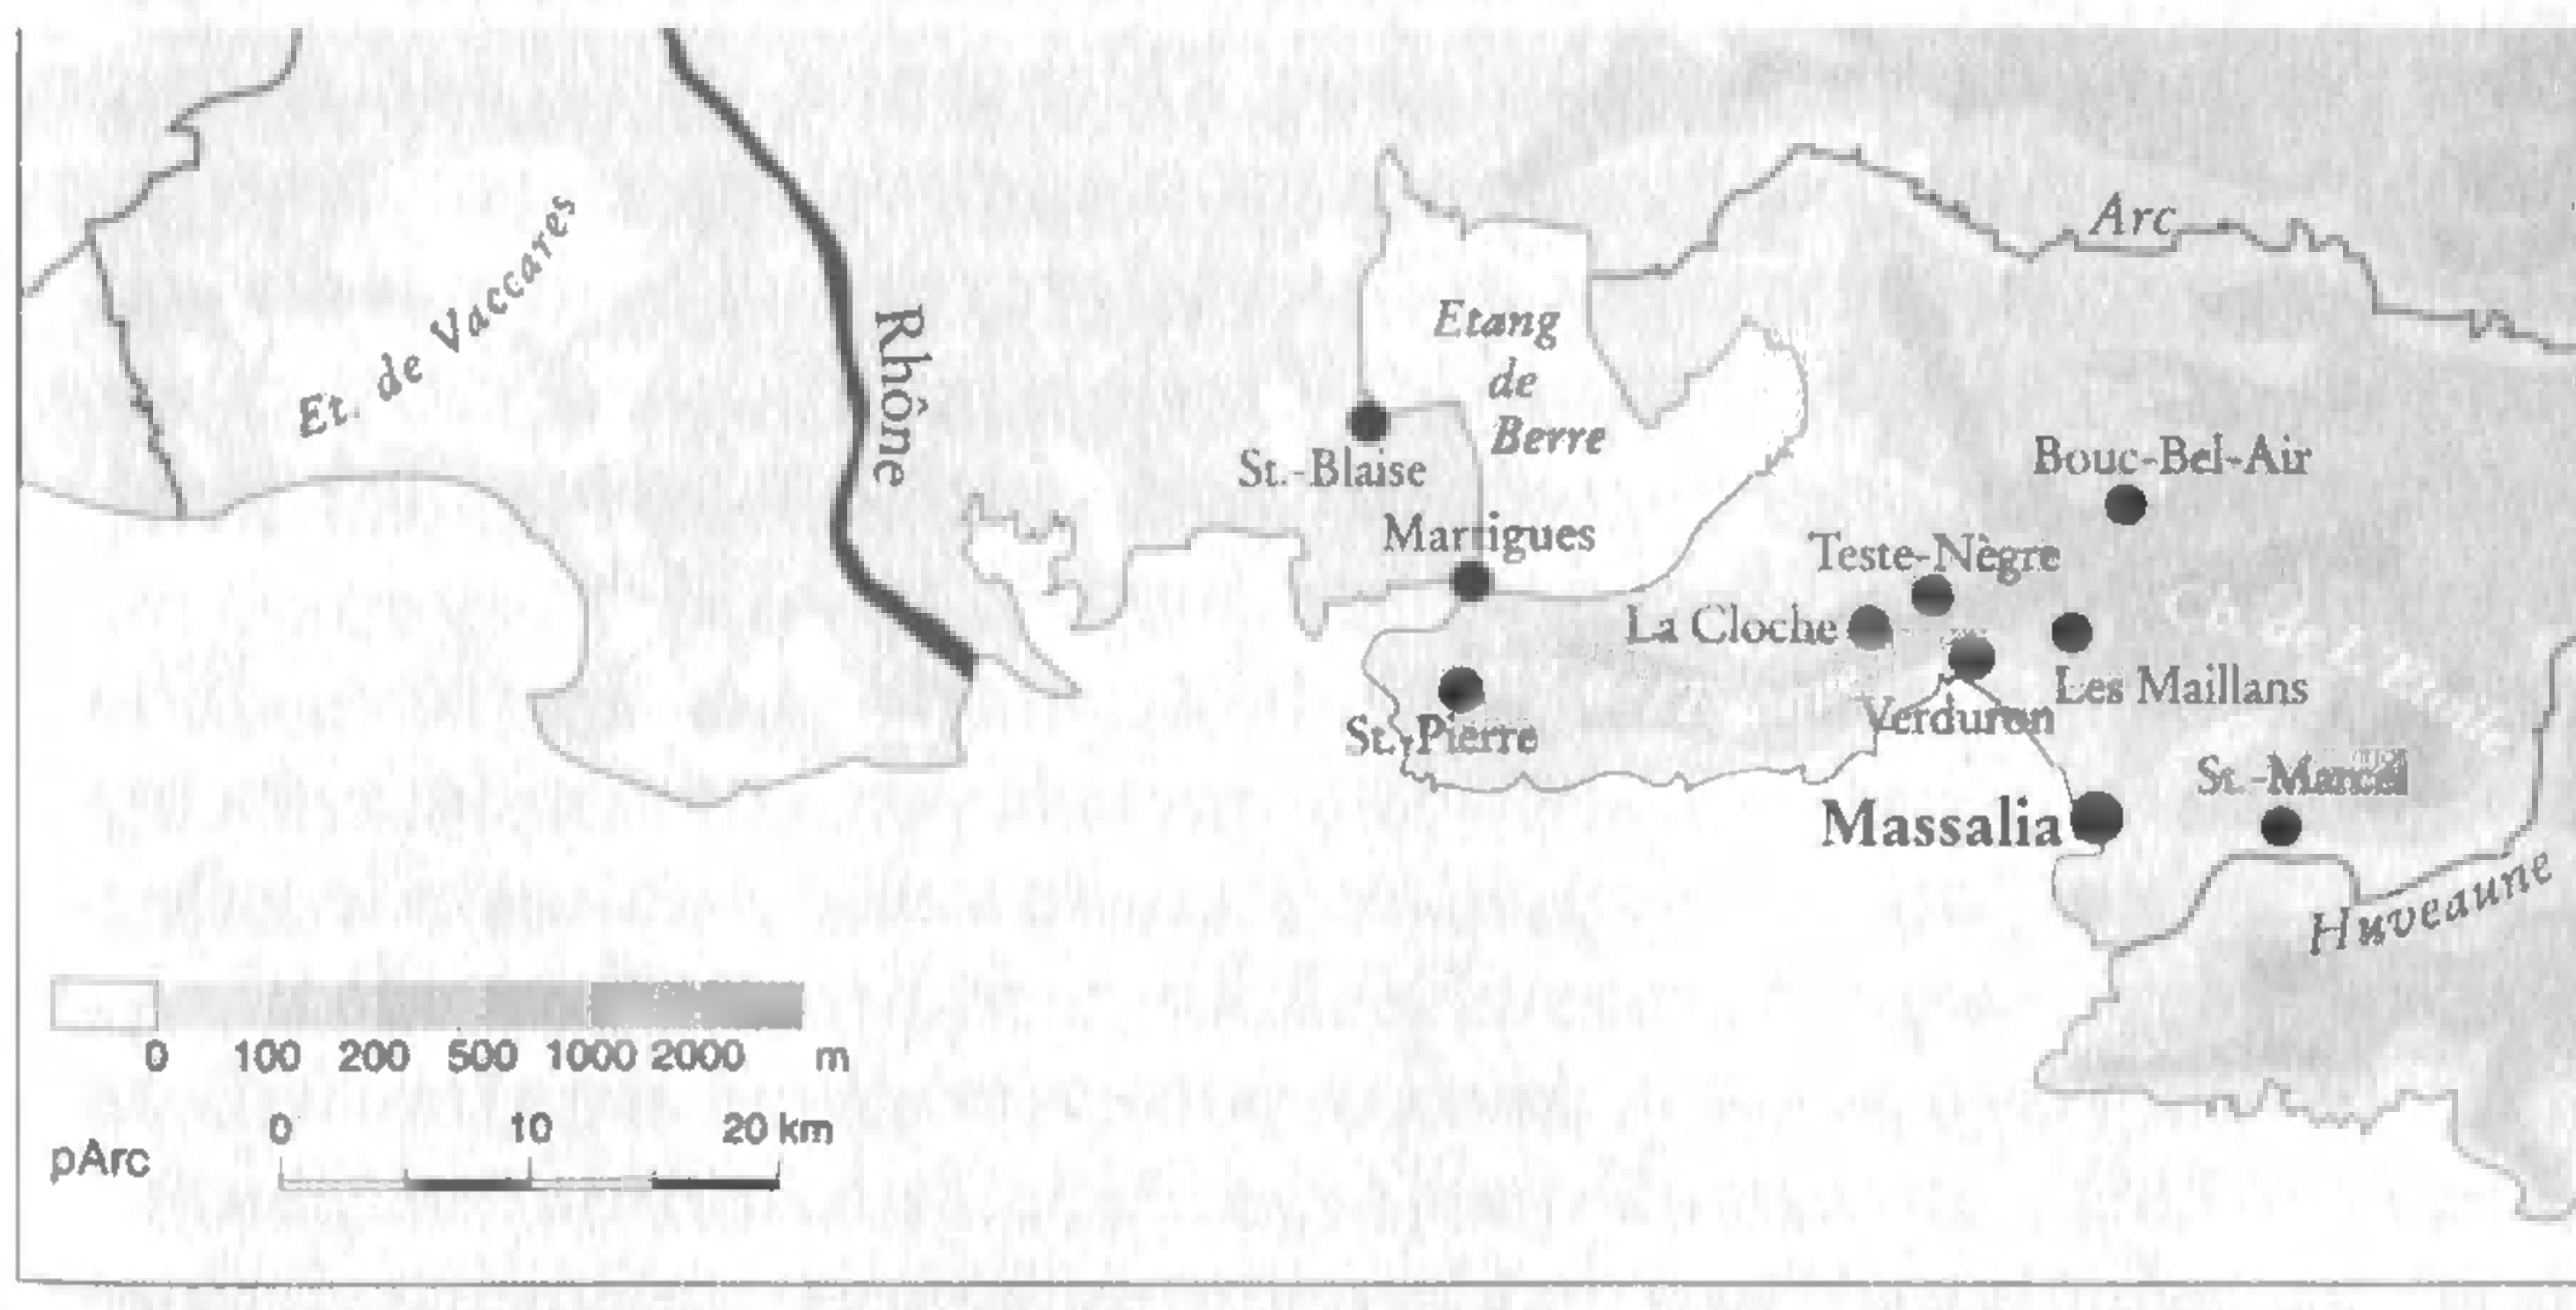 Arc
Et. de Vaccares
Rhône
Etang
de
Berre
St.-Blaise
Bouc-Bel-Air
Martigues
Teste-Nègre
La Cloche
Les Maillans
Verduron
St.-Pierre
St.-Marcel
Massalia
Huveaune
0 100 200 500 1000 2000 m
0 10 20 km
pArc